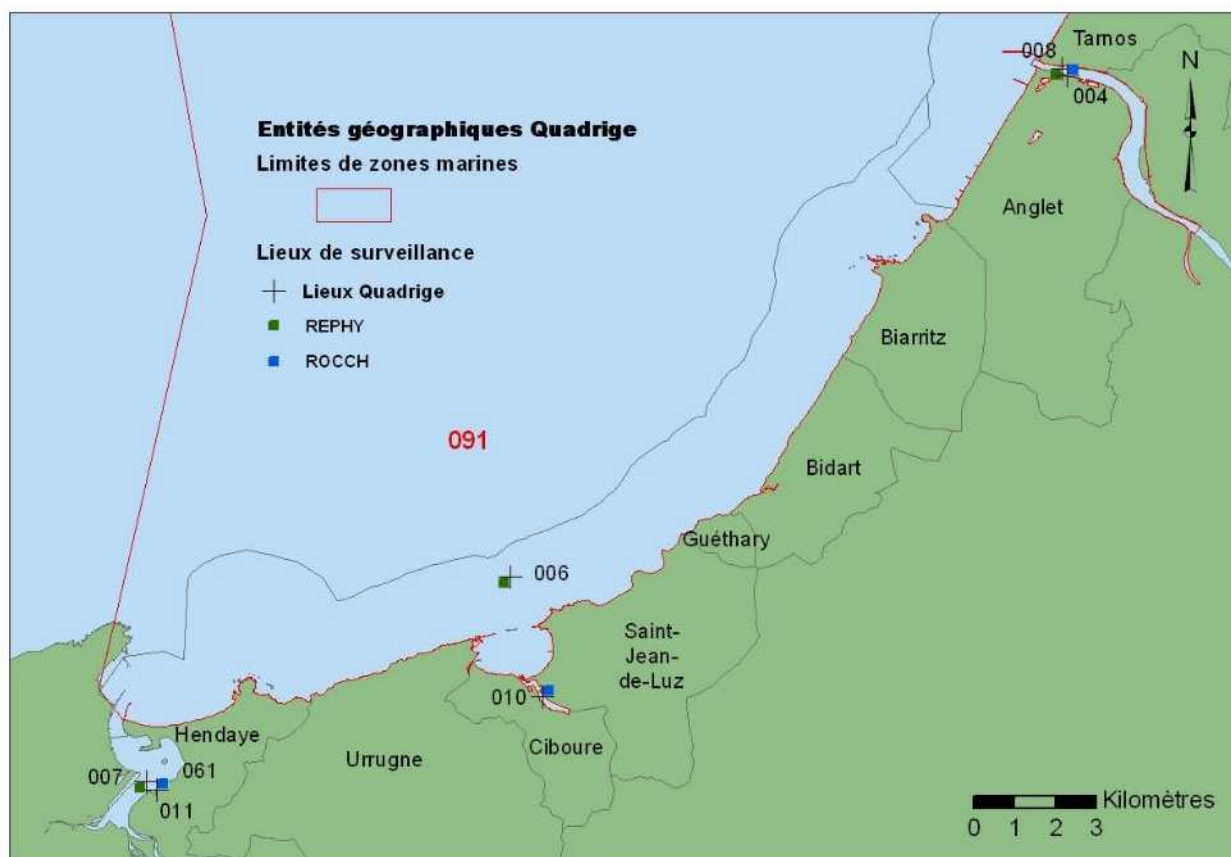 008
Tarnos
N
004
Entités géographiques Quadrige
Limites de zones marines
Anglet
Lieux de surveillance
Lieux Quadrige
REPHY
Biarritz
ROCCH
091
Bidart
Guéthary
006
Saint-
Jean-
de-Luz
010
Hendaye
Ciboure
Urrugne
007
061
011
Kilomètres
0 1 2 3